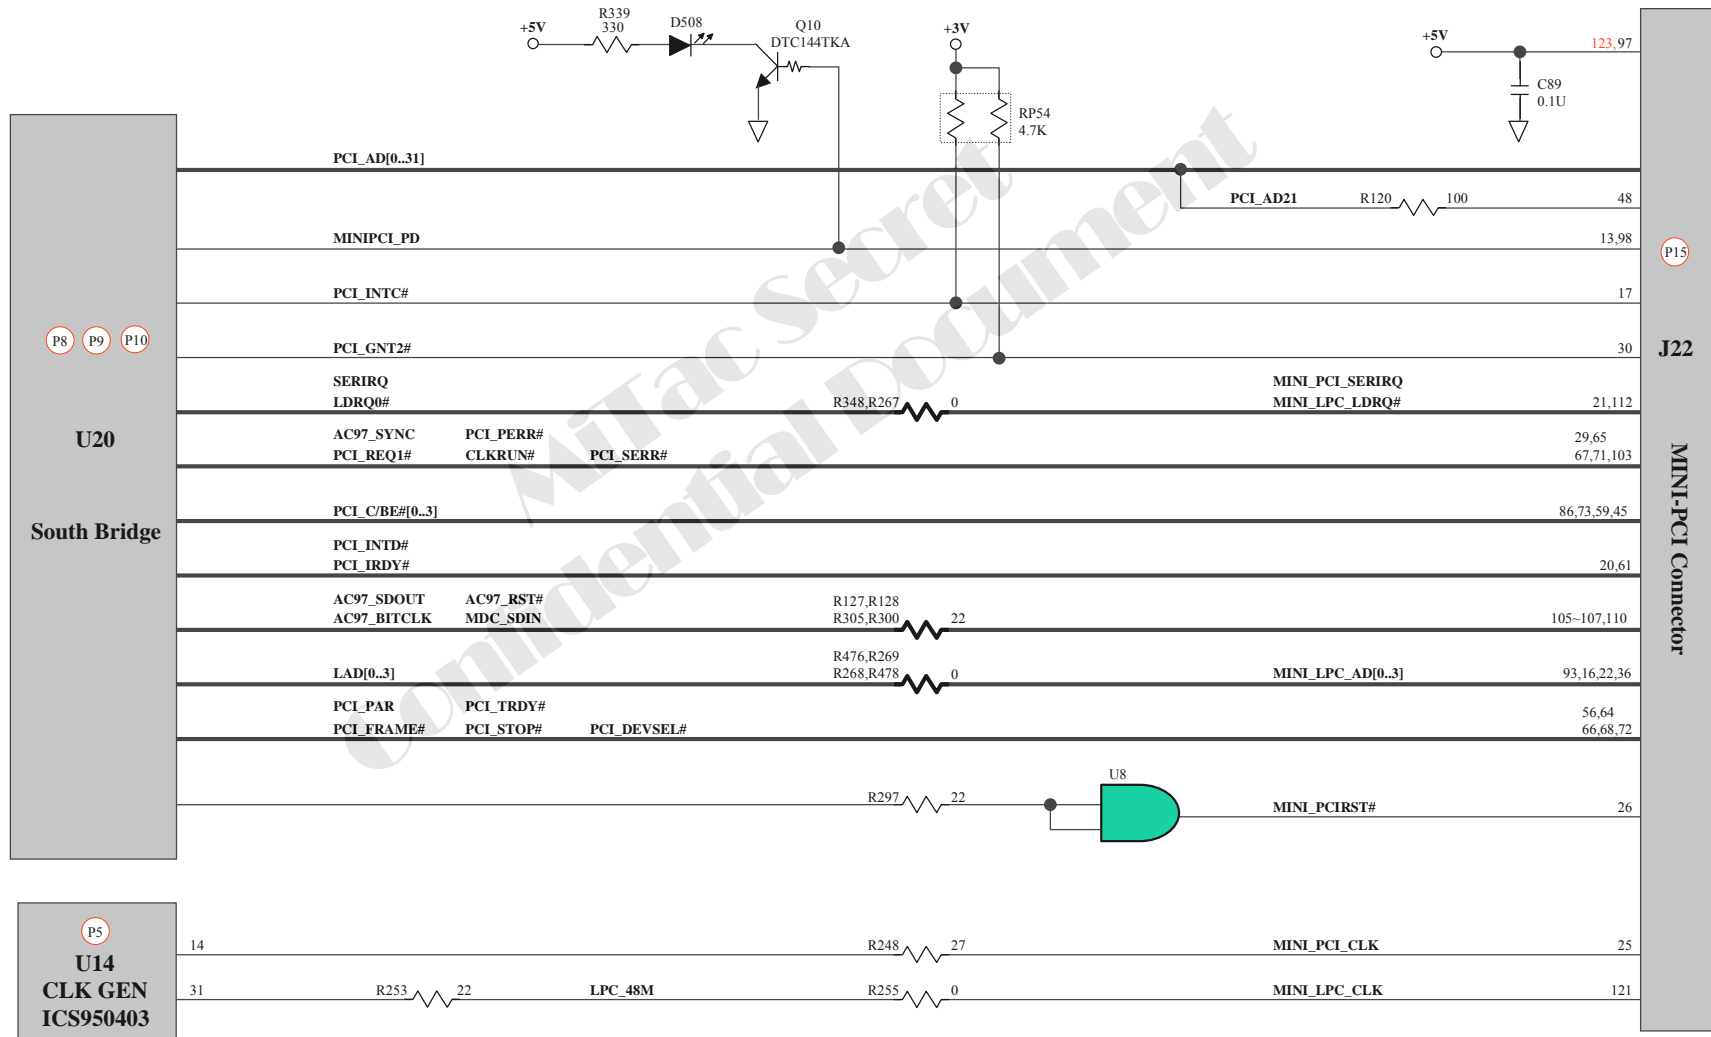 +5V
R339
330
D508
Q10
DTC144TKA
+3V
+5V
123,97
C89
0.1U
RP54
4.7K
PCI_AD[0..31]
PCI_AD21
R120
100
48
MINIPCI_PD
13,98
P15
PCI_INTC#
17
P8
P9
P10
PCI_GNT2#
30
J22
SERIRQ
MINI_PCI_SERIRQ
LDRQ0#
R348,R267
0
MINI_LPC_LDRQ#
21,112
U20
AC97_SYNC
PCI_PERR#
29,65
PCI_REQ1#
CLKRUN#
PCI_SERR#
67,71,103
MINI-PCI Connector
PCI_C/BE#[0..3]
86,73,59,45
South Bridge
PCI_INTD#
PCI_IRDY#
20,61
AC97_SDOUT
AC97_RST#
R127,R128
AC97_BITCLK
MDC_SDIN
R305,R300
22
105~107,110
R476,R269
LAD[0..3]
R268,R478
0
MINI_LPC_AD[0..3]
93,16,22,36
PCI_PAR
PCI_TRDY#
56,64
PCI_FRAME#
PCI_STOP#
PCI_DEVSEL#
66,68,72
U8
R297
22
MINI_PCIRST#
26
P5
U14
CLK GEN
ICS950403
14
R248
27
MINI_PCI_CLK
25
31
R253
22
LPC_48M
R255
0
MINI_LPC_CLK
121
MiTac Secret
Confidential Document